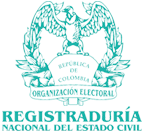 REPÚBLICA
DE
COLOMBIA
ORGANIZACIÓN ELECTORAL
REGISTRADURÍA
NACIONAL DEL ESTADO CIVIL